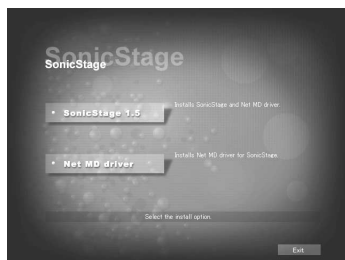 SonicStage
SonicStage
SonicStage 1.5
Installs SonicStage and Net MD driver.
Net MD driver
Installs Net MD driver for SonicStage.
Select the install option.
Exit